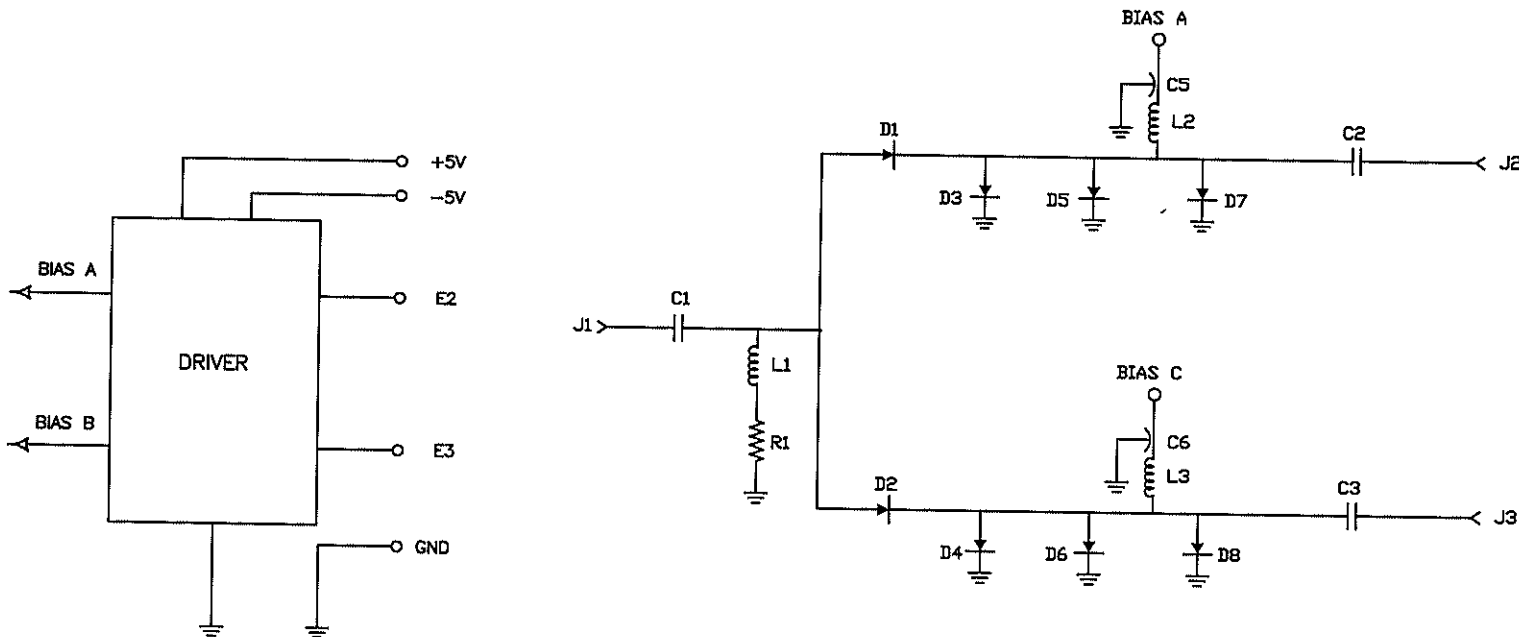 BIAS A
C5
L2
D1
C2
J2
D3
D5
D7
+5V
-5V
BIAS A
E2
DRIVER
BIAS B
E3
GND
J1
C1
L1
R1
BIAS C
C6
L3
D2
C3
J3
D4
D6
D8